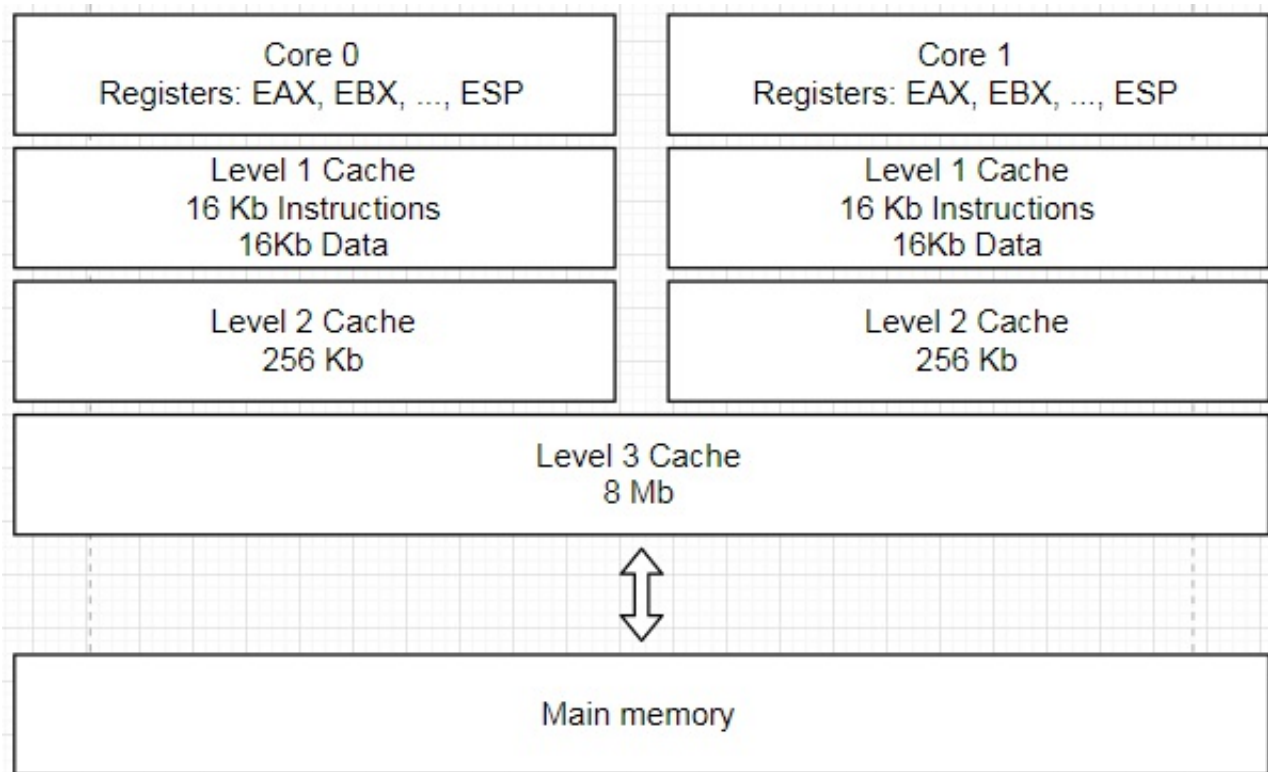 Core 0
Registers: EAX, EBX, ..., ESP
Core 1
Registers: EAX, EBX, ..., ESP
Level 1 Cache
16 Kb Instructions
16Kb Data
Level 1 Cache
16 Kb Instructions
16Kb Data
Level 2 Cache
256 Kb
Level 2 Cache
256 Kb
Level 3 Cache
8 Mb
Main memory